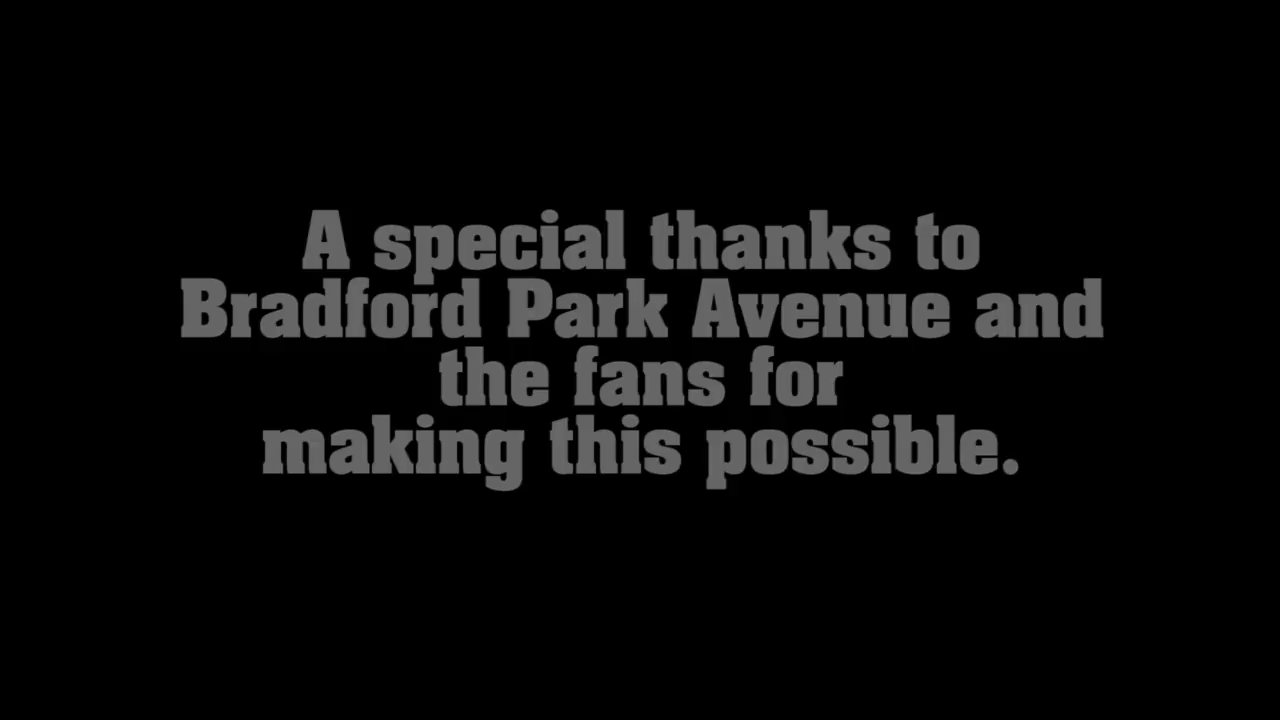 A special thanks to
Bradford Park Avenue and
the fans for
making this possible.